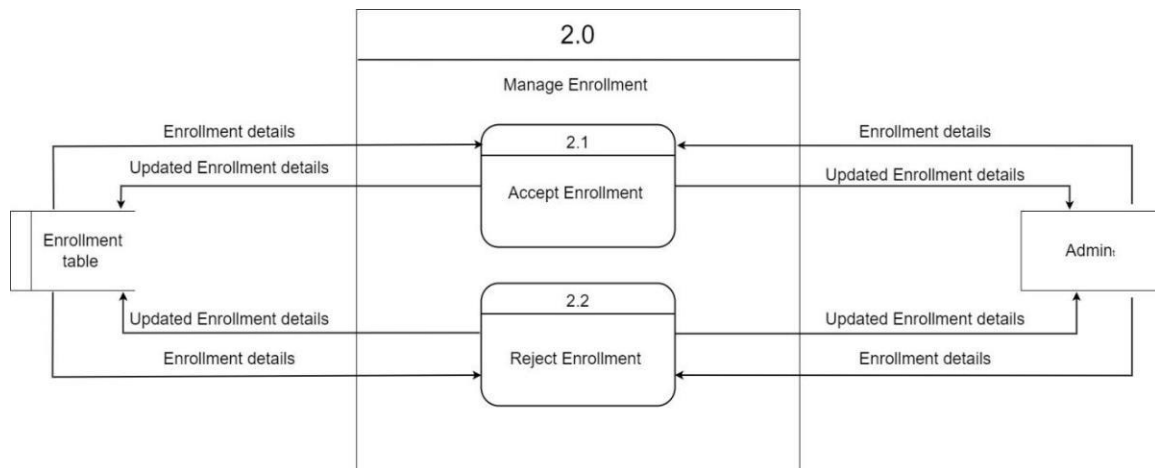 2.0
Manage Enrollment
Enrollment details
2.1
Enrollment details
Updated Enrollment details
Accept Enrollment
Updated Enrollment details
Enrollment
table
Admint
2.2
Updated Enrollment details
Updated Enrollment details
Enrollment details
Reject Enrollment
Enrollment details